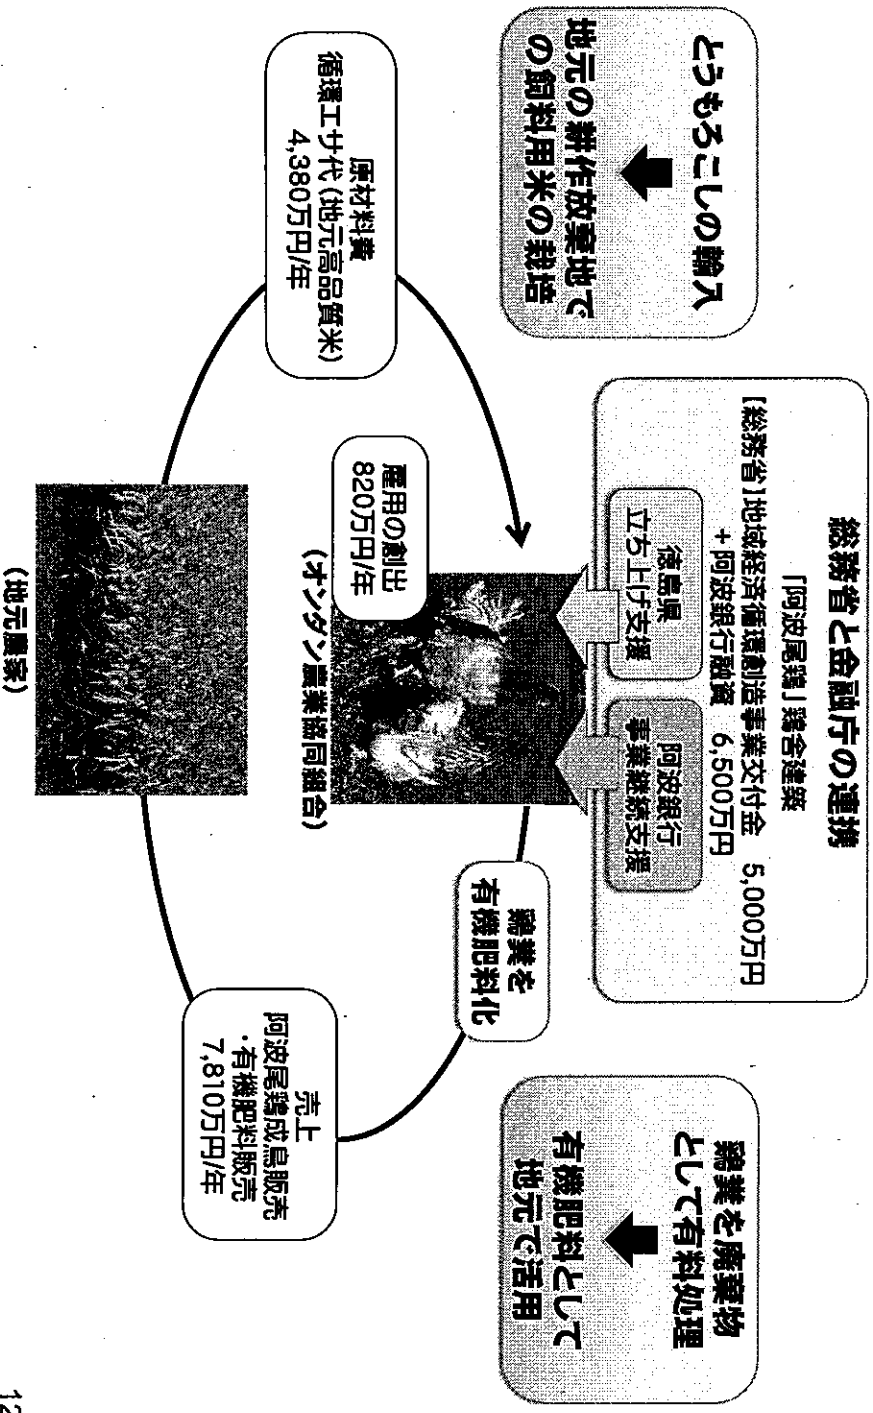 総務省と金融庁の連携
「阿波尾鶏」鶏舎建築
［総務省］地域経済循環創造事業交付金　5,000万円
+ 阿波銀行融資　6,500万円
徳島県
立ち上げ支援
阿波銀行
事業継続支援
とうもろこしの輸入
地元の耕作放棄地で
の飼料用米の栽培
鶏糞を廃棄物
として有料処理
有機肥料として
地元で活用
原材料費
循環エサ代（地元高品質米）
4,380万円/年
雇用の創出
820万円/年
（オンダン農業協同組合）
鶏糞を
有機肥料化
売上
阿波尾鶏成鳥販売
・有機肥料販売
7,810万円/年
（地元農家）
12